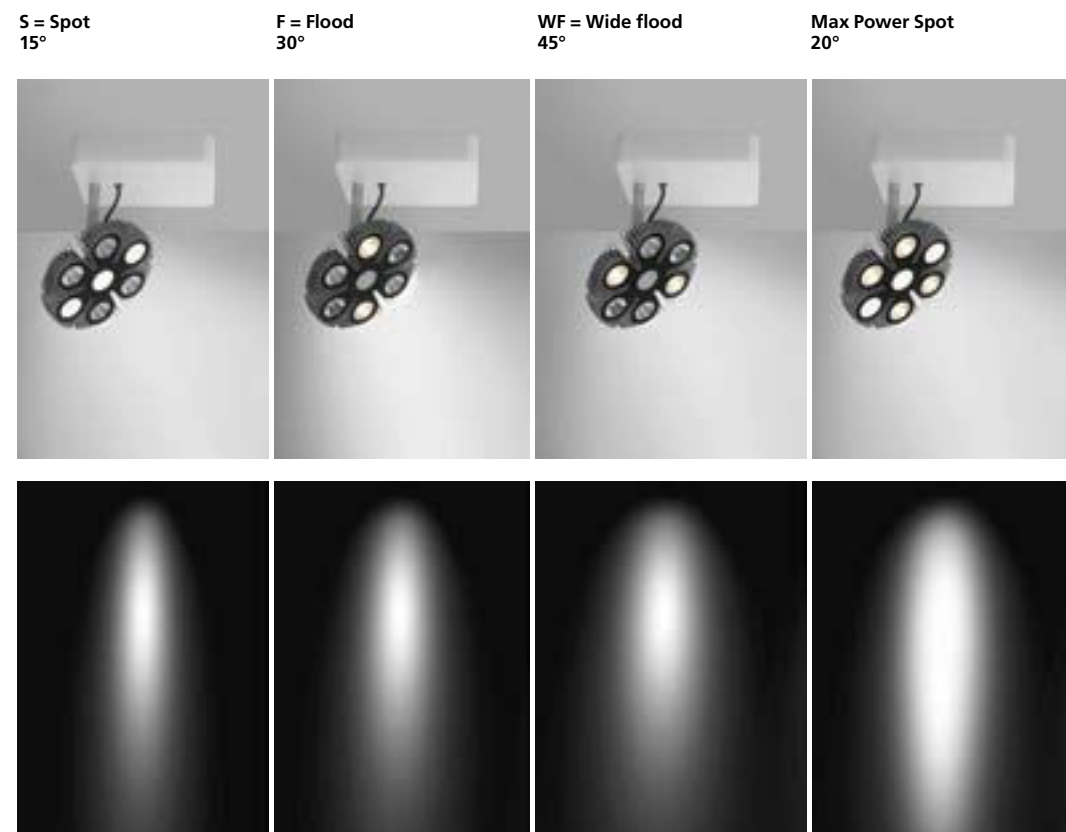 S = Spot
15°
F = Flood
30°
WF = Wide flood
45°
Max Power Spot
20°